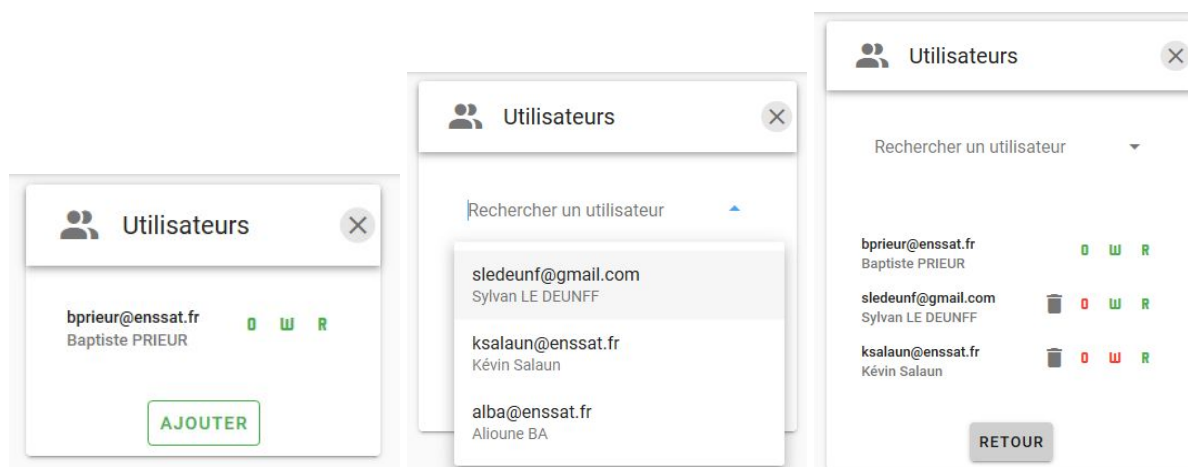 Utilisateurs
bprieur@enssat.fr O W R
Baptiste PRIEUR
AJOUTER
Utilisateurs
Rechercher un utilisateur
sledeunf@gmail.com
Sylvan LE DEUNFF
ksalaun@enssat.fr
Kévin Salaun
alba@enssat.fr
Alioune BA
Utilisateurs
Rechercher un utilisateur
bprieur@enssat.fr O W R
Baptiste PRIEUR
sledeunf@gmail.com O W R
Sylvan LE DEUNFF
ksalaun@enssat.fr O W R
Kévin Salaun
RETOUR